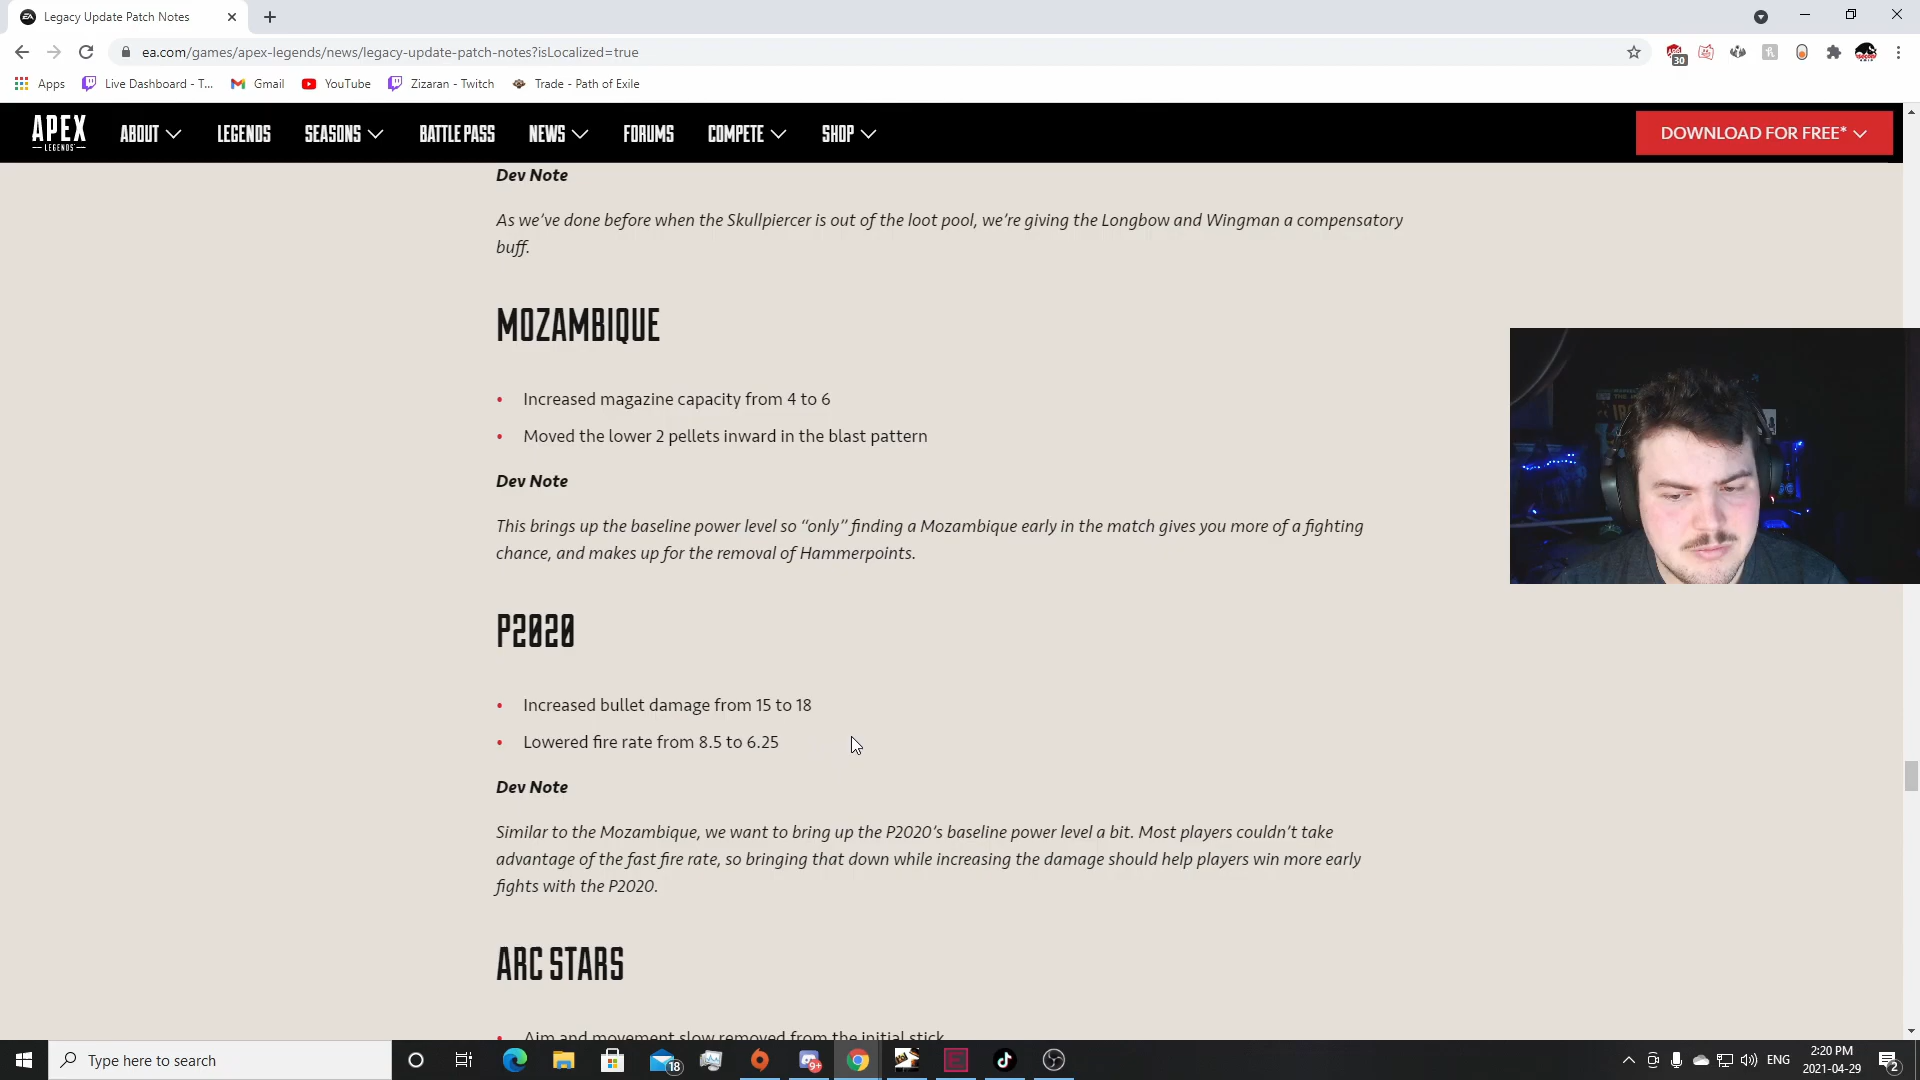 Legacy Update Patch Notes
ea.com/games/apex-legends/news/legacy-update-patch-notes?isLocalized=true
30
Apps
Live Dashboard - T...
Gmail
YouTube
Zizaran - Twitch
Trade - Path of Exile
APEX
LEGENDS
ABOUT
LEGENDS
SEASONS
BATTLE PASS
NEWS
FORUMS
COMPETE
SHOP
DOWNLOAD FOR FREE*
Dev Note
As we’ve done before when the Skullpiercer is out of the loot pool, we’re giving the Longbow and Wingman a compensatory
buff.
MOZAMBIQUE
• Increased magazine capacity from 4 to 6
• Moved the lower 2 pellets inward in the blast pattern
Dev Note
This brings up the baseline power level so “only” finding a Mozambique early in the match gives you more of a fighting
chance, and makes up for the removal of Hammerpoints.
P2020
• Increased bullet damage from 15 to 18
• Lowered fire rate from 8.5 to 6.25
Dev Note
Similar to the Mozambique, we want to bring up the P2020’s baseline power level a bit. Most players couldn’t take
advantage of the fast fire rate, so bringing that down while increasing the damage should help players win more early
fights with the P2020.
ARC STARS
• Aim and movement slow removed from the initial stick
Type here to search
18
9+
ENG
2:20 PM
2021-04-29
2